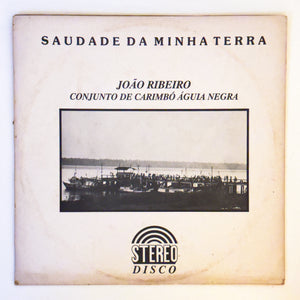 SAUDADE DA MINHA TERRA
JOÃO RIBEIRO
CONJUNTO DE CARIMBÓ ÁGUIA NEGRA
STEREO
DISCO